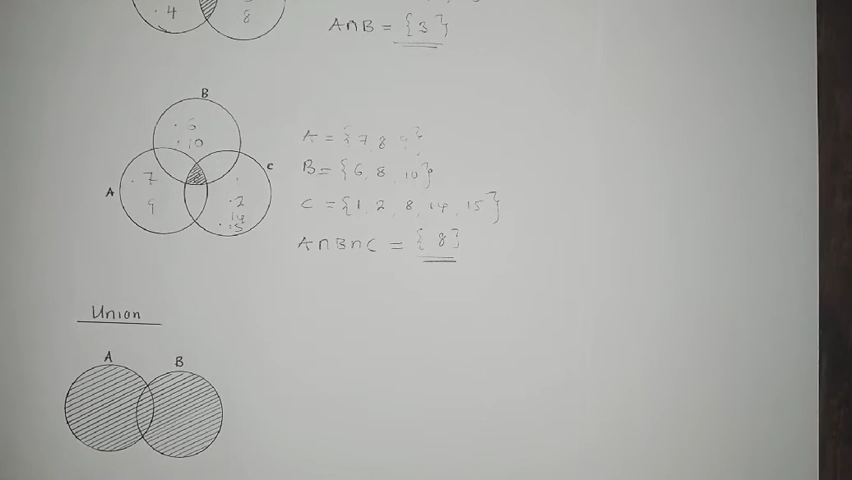 . 4
8
A∩B = {3}
B
. 6
. 10
A = {7, 8, 9}
B = {6, 8, 10}
C
. 7
A
9
. 2
14
. 15
C = {1, 2, 8, 14, 15}
A∩B∩C = {8}
Union
A
B